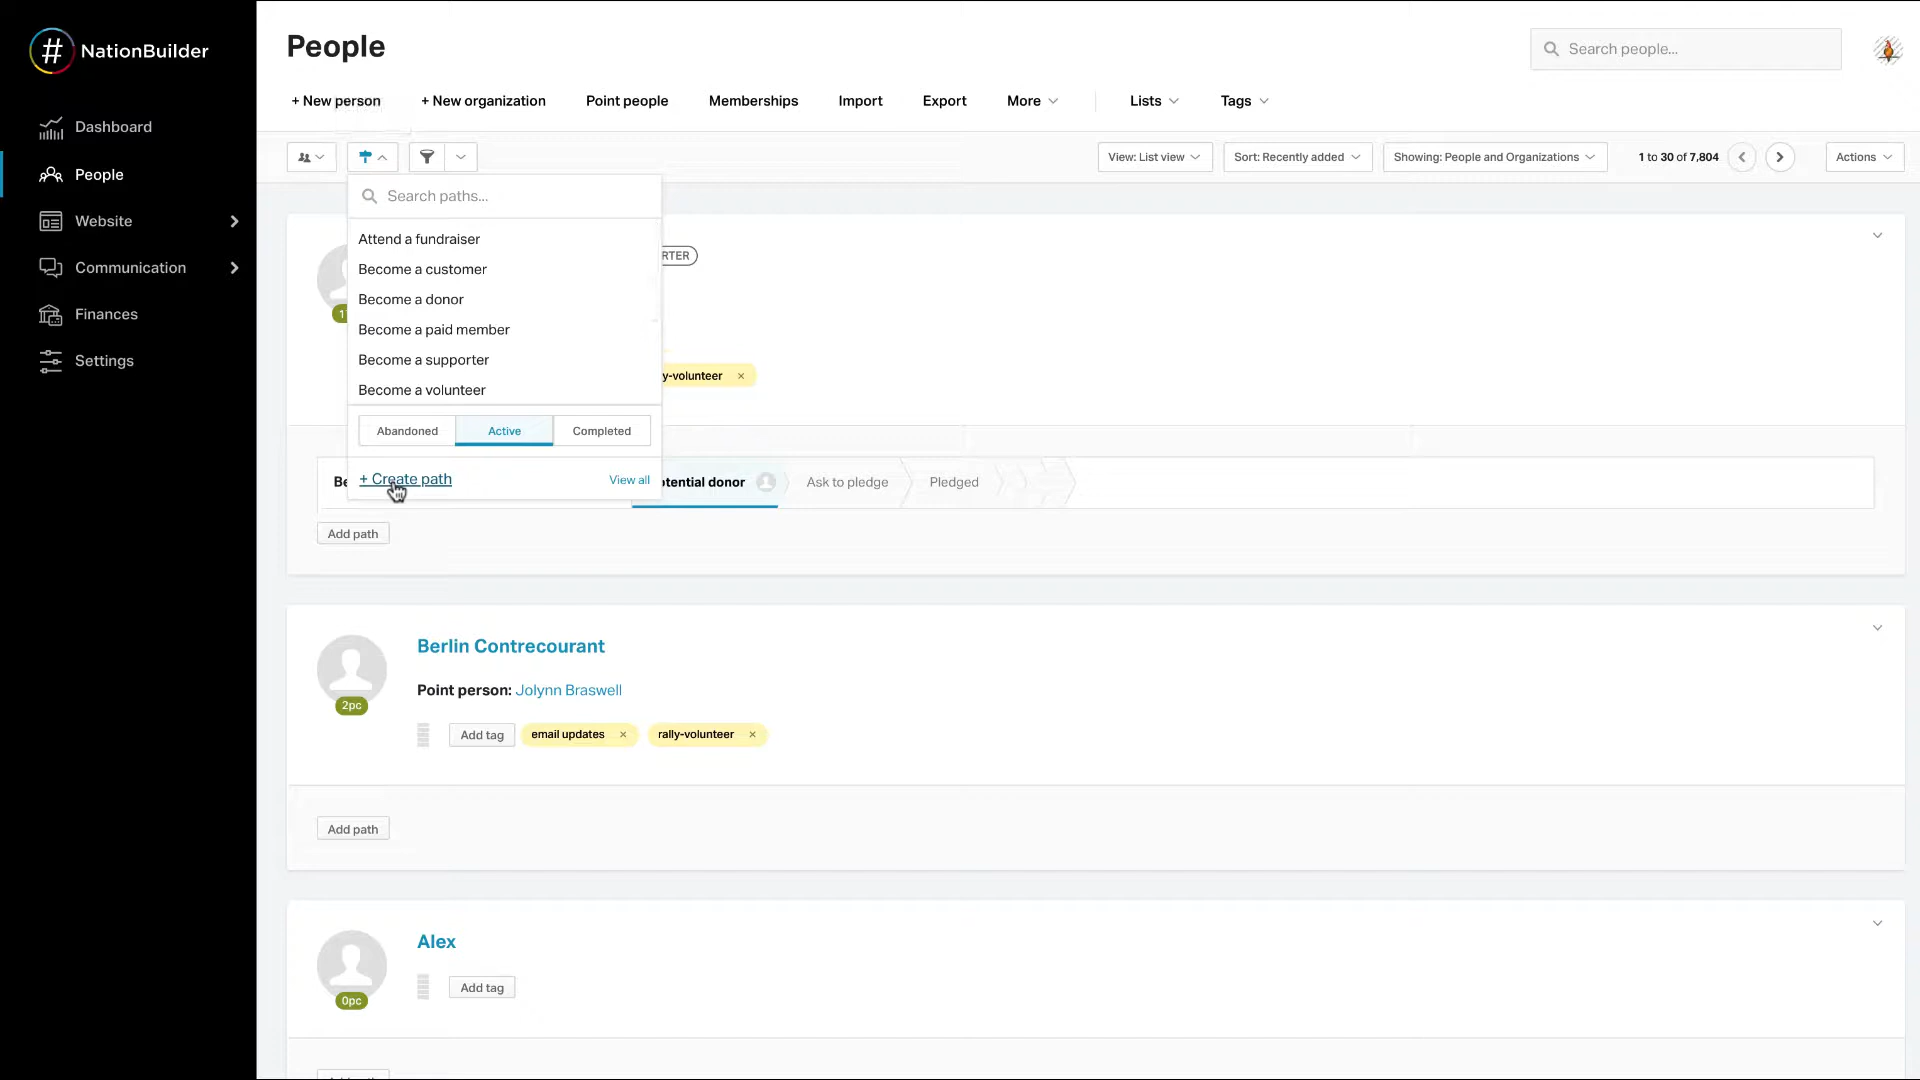 NationBuilder
Dashboard
People
Website
Communication
Finances
Settings
People
Search people...
+ New person
+ New organization
Point people
Memberships
Import
Export
More
Lists
Tags
View: List view
Sort: Recently added
Showing: People and Organizations
1 to 30 of 7,804
Actions
Search paths...
Attend a fundraiser
Become a customer
Become a donor
Become a paid member
Become a supporter
Become a volunteer
Abandoned
Active
Completed
+ Create path
View all
RTER
y-volunteer ×
Be
tential donor
Ask to pledge
Pledged
Add path
Berlin Contrecourant
Point person: Jolynn Braswell
2pc
Add tag
email updates ×
rally-volunteer ×
Add path
Alex
0pc
Add tag